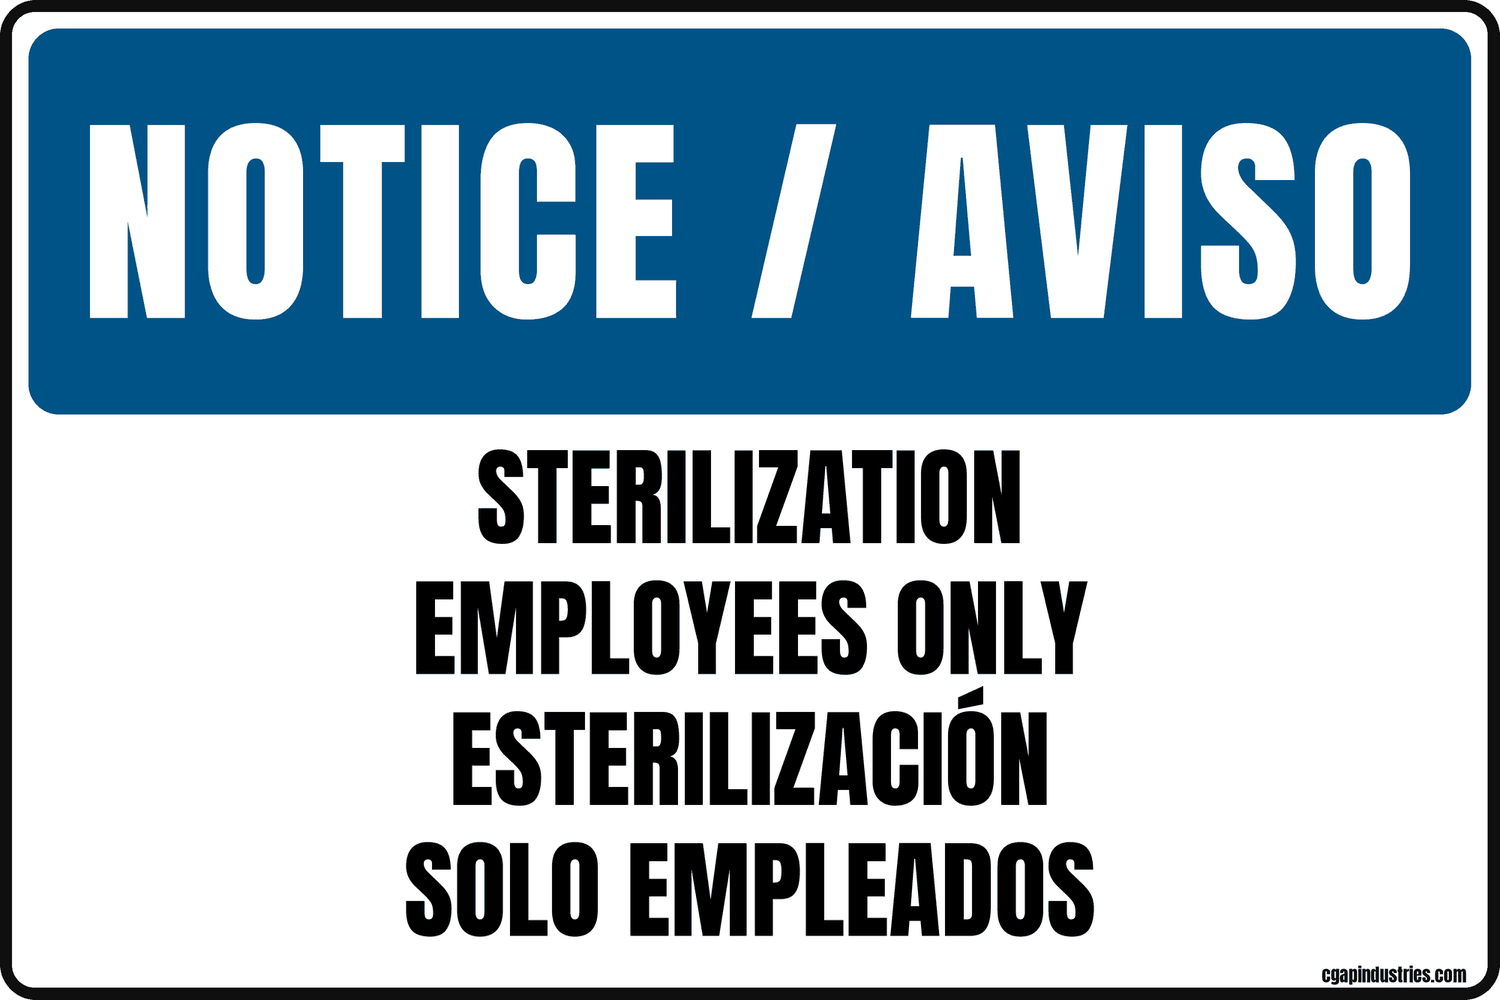 NOTICE / AVISO
STERILIZATION
EMPLOYEES ONLY
ESTERILIZACIÓN
SOLO EMPLEADOS
cgapindustries.com